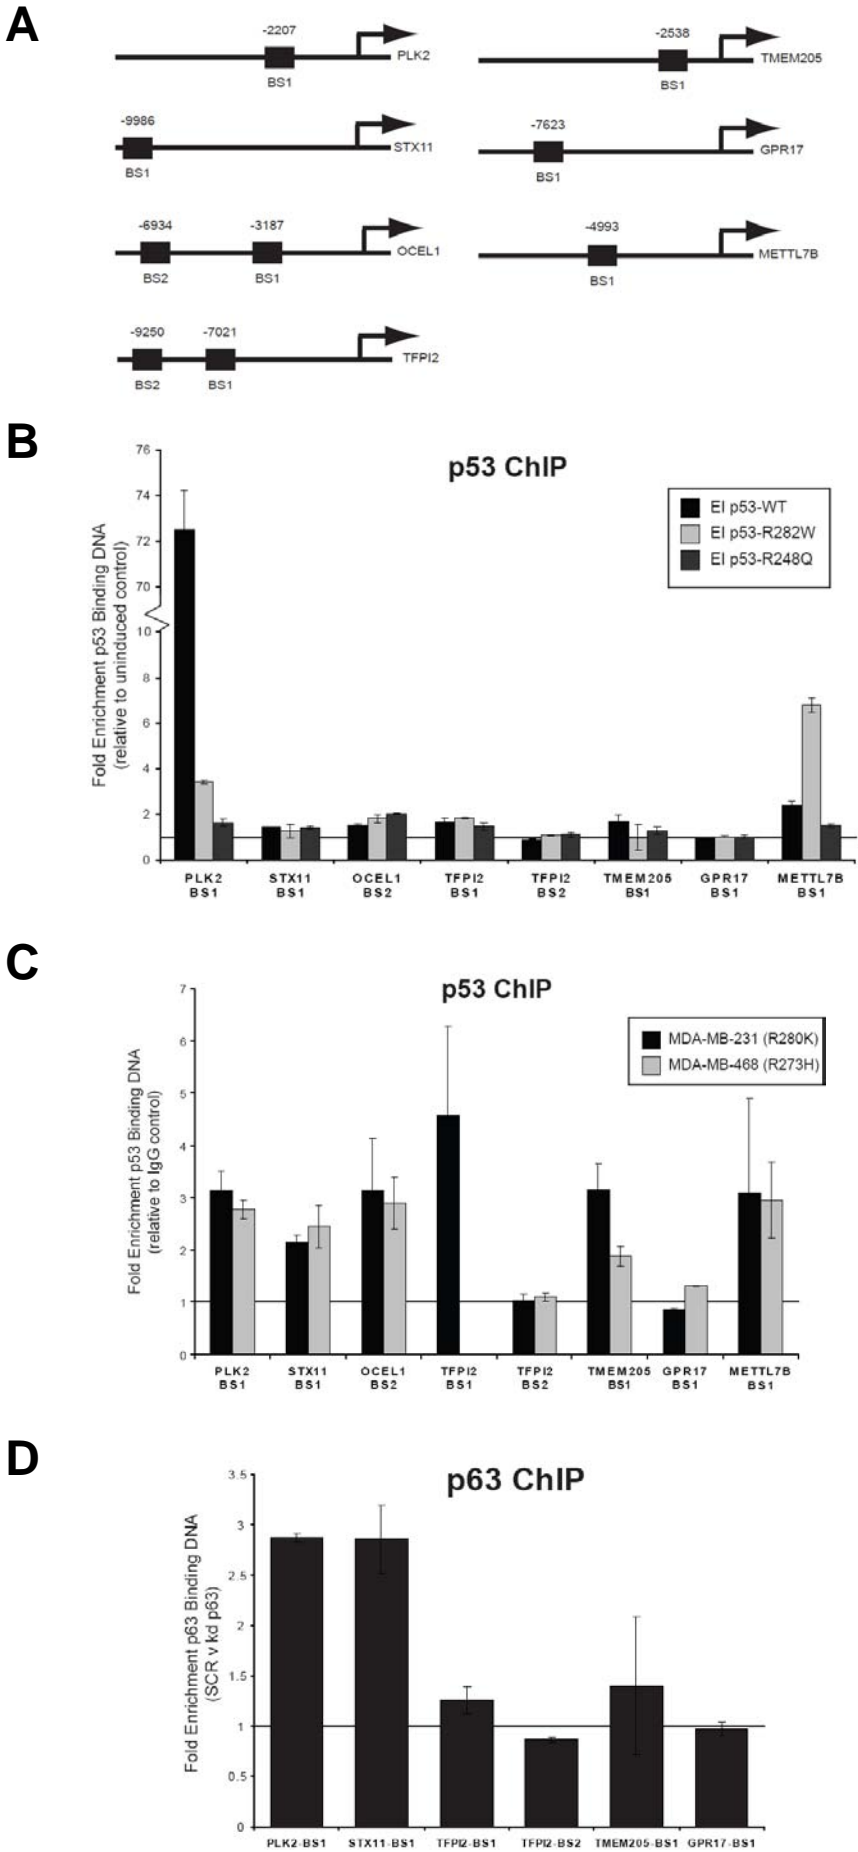 A
-2207
PLK2
BS1
-2538
TMEM205
BS1
-9986
STX11
BS1
-7623
GPR17
BS1
-6934
-3187
OCEL1
BS2
BS1
-4993
METTL7B
BS1
-9250
-7021
TFPI2
BS2
BS1
B
p53 ChIP
Fold Enrichment p53 Binding DNA
(relative to uninduced control)
76
74
72
70
10
8
6
4
2
0
EI p53-WT
EI p53-R282W
EI p53-R248Q
PLK2 STX11 OCEL1 TFPI2 TFPI2 TMEM205 GPR17 METTL7B
BS1 BS1 BS2 BS1 BS2 BS1 BS1 BS1
C
p53 ChIP
Fold Enrichment p53 Binding DNA
(relative to IgG control)
7
6
5
4
3
2
1
0
MDA-MB-231 (R280K)
MDA-MB-468 (R273H)
PLK2 STX11 OCEL1 TFPI2 TFPI2 TMEM205 GPR17 METTL7B
BS1 BS1 BS2 BS1 BS2 BS1 BS1 BS1
D
p63 ChIP
Fold Enrichment p63 Binding DNA
(SCR v kd p63)
3.5
3
2.5
2
1.5
1
0.5
0
PLK2-BS1 STX11-BS1 TFPI2-BS1 TFPI2-BS2 TMEM205-BS1 GPR17-BS1